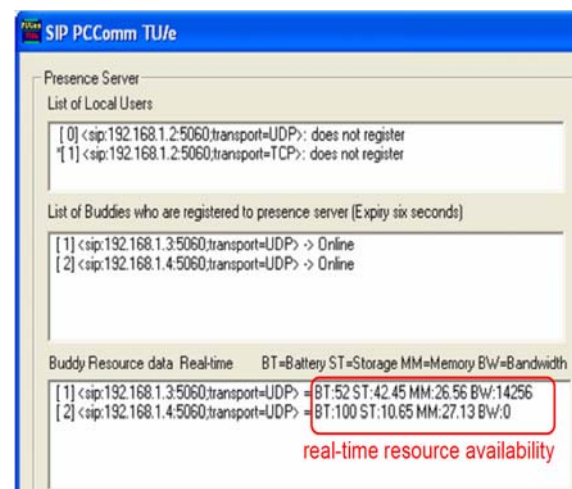 SIP PCComm TU/e
Presence Server
List of Local Users
[ 0] <sip:192.168.1.2:5060;transport=UDP>: does not register
*[ 1] <sip:192.168.1.2:5060;transport=TCP>: does not register
List of Buddies who are registered to presence server (Expiry six seconds)
[ 1] <sip:192.168.1.3:5060;transport=UDP> -> Online
[ 2] <sip:192.168.1.4:5060;transport=UDP> -> Online
Buddy Resource data Real-time BT=Battery ST=Storage MM=Memory BW=Bandwidth
[ 1] <sip:192.168.1.3:5060;transport=UDP> = BT:52 ST:42.45 MM:26.56 BW:14256
[ 2] <sip:192.168.1.4:5060;transport=UDP> = BT:100 ST:10.65 MM:27.13 BW:0
real-time resource availability